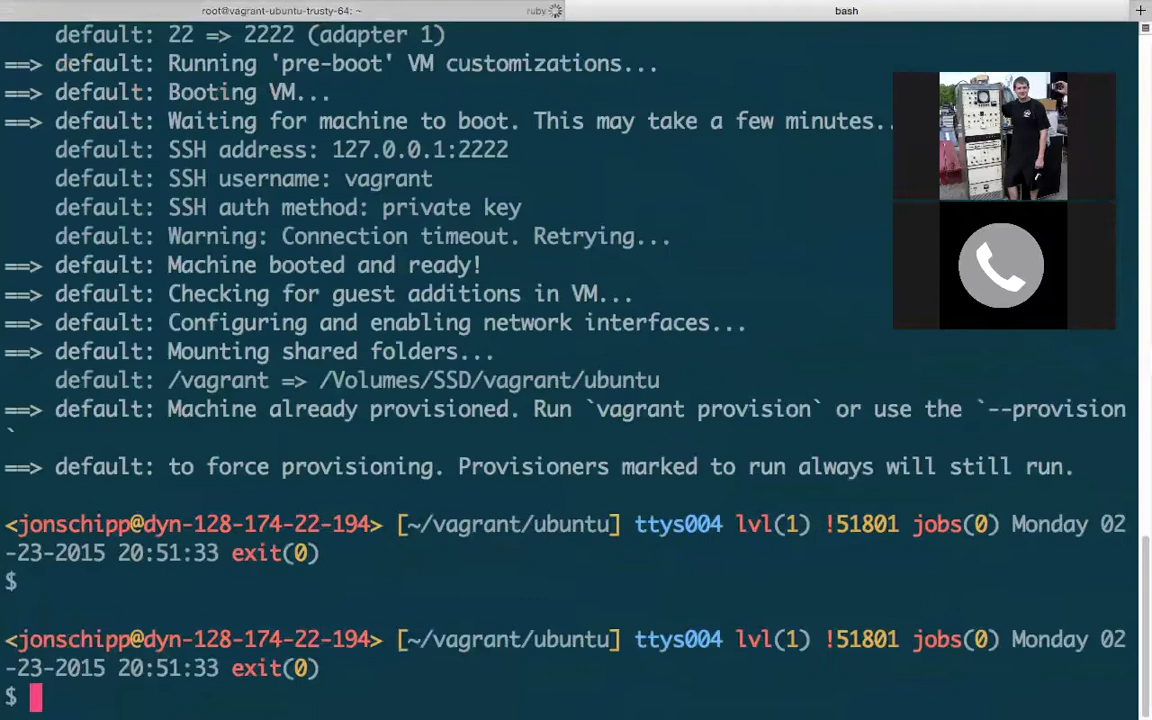 root@vagrant-ubuntu-trusty-64: ~ ruby bash
default: 22 => 2222 (adapter 1)
==> default: Running 'pre-boot' VM customizations...
==> default: Booting VM...
==> default: Waiting for machine to boot. This may take a few minutes..
default: SSH address: 127.0.0.1:2222
default: SSH username: vagrant
default: SSH auth method: private key
default: Warning: Connection timeout. Retrying...
==> default: Machine booted and ready!
==> default: Checking for guest additions in VM...
==> default: Configuring and enabling network interfaces...
==> default: Mounting shared folders...
default: /vagrant => /Volumes/SSD/vagrant/ubuntu
==> default: Machine already provisioned. Run `vagrant provision` or use the `--provision
`
==> default: to force provisioning. Provisioners marked to run always will still run.
<jonschipp@dyn-128-174-22-194> [~/vagrant/ubuntu] ttys004 lvl(1) !51801 jobs(0) Monday 02
-23-2015 20:51:33 exit(0)
$
<jonschipp@dyn-128-174-22-194> [~/vagrant/ubuntu] ttys004 lvl(1) !51801 jobs(0) Monday 02
-23-2015 20:51:33 exit(0)
$